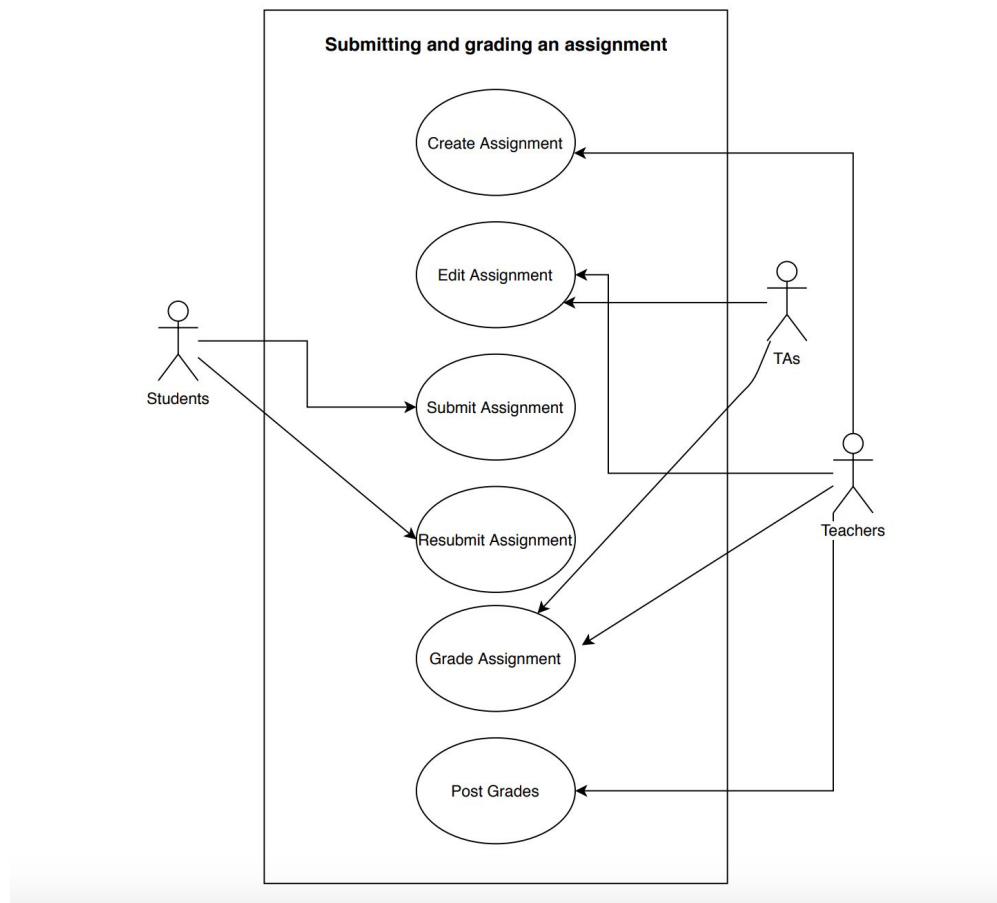 Submitting and grading an assignment
Create Assignment
Edit Assignment
TAs
Students
Submit Assignment
Teachers
Resubmit Assignment
Grade Assignment
Post Grades